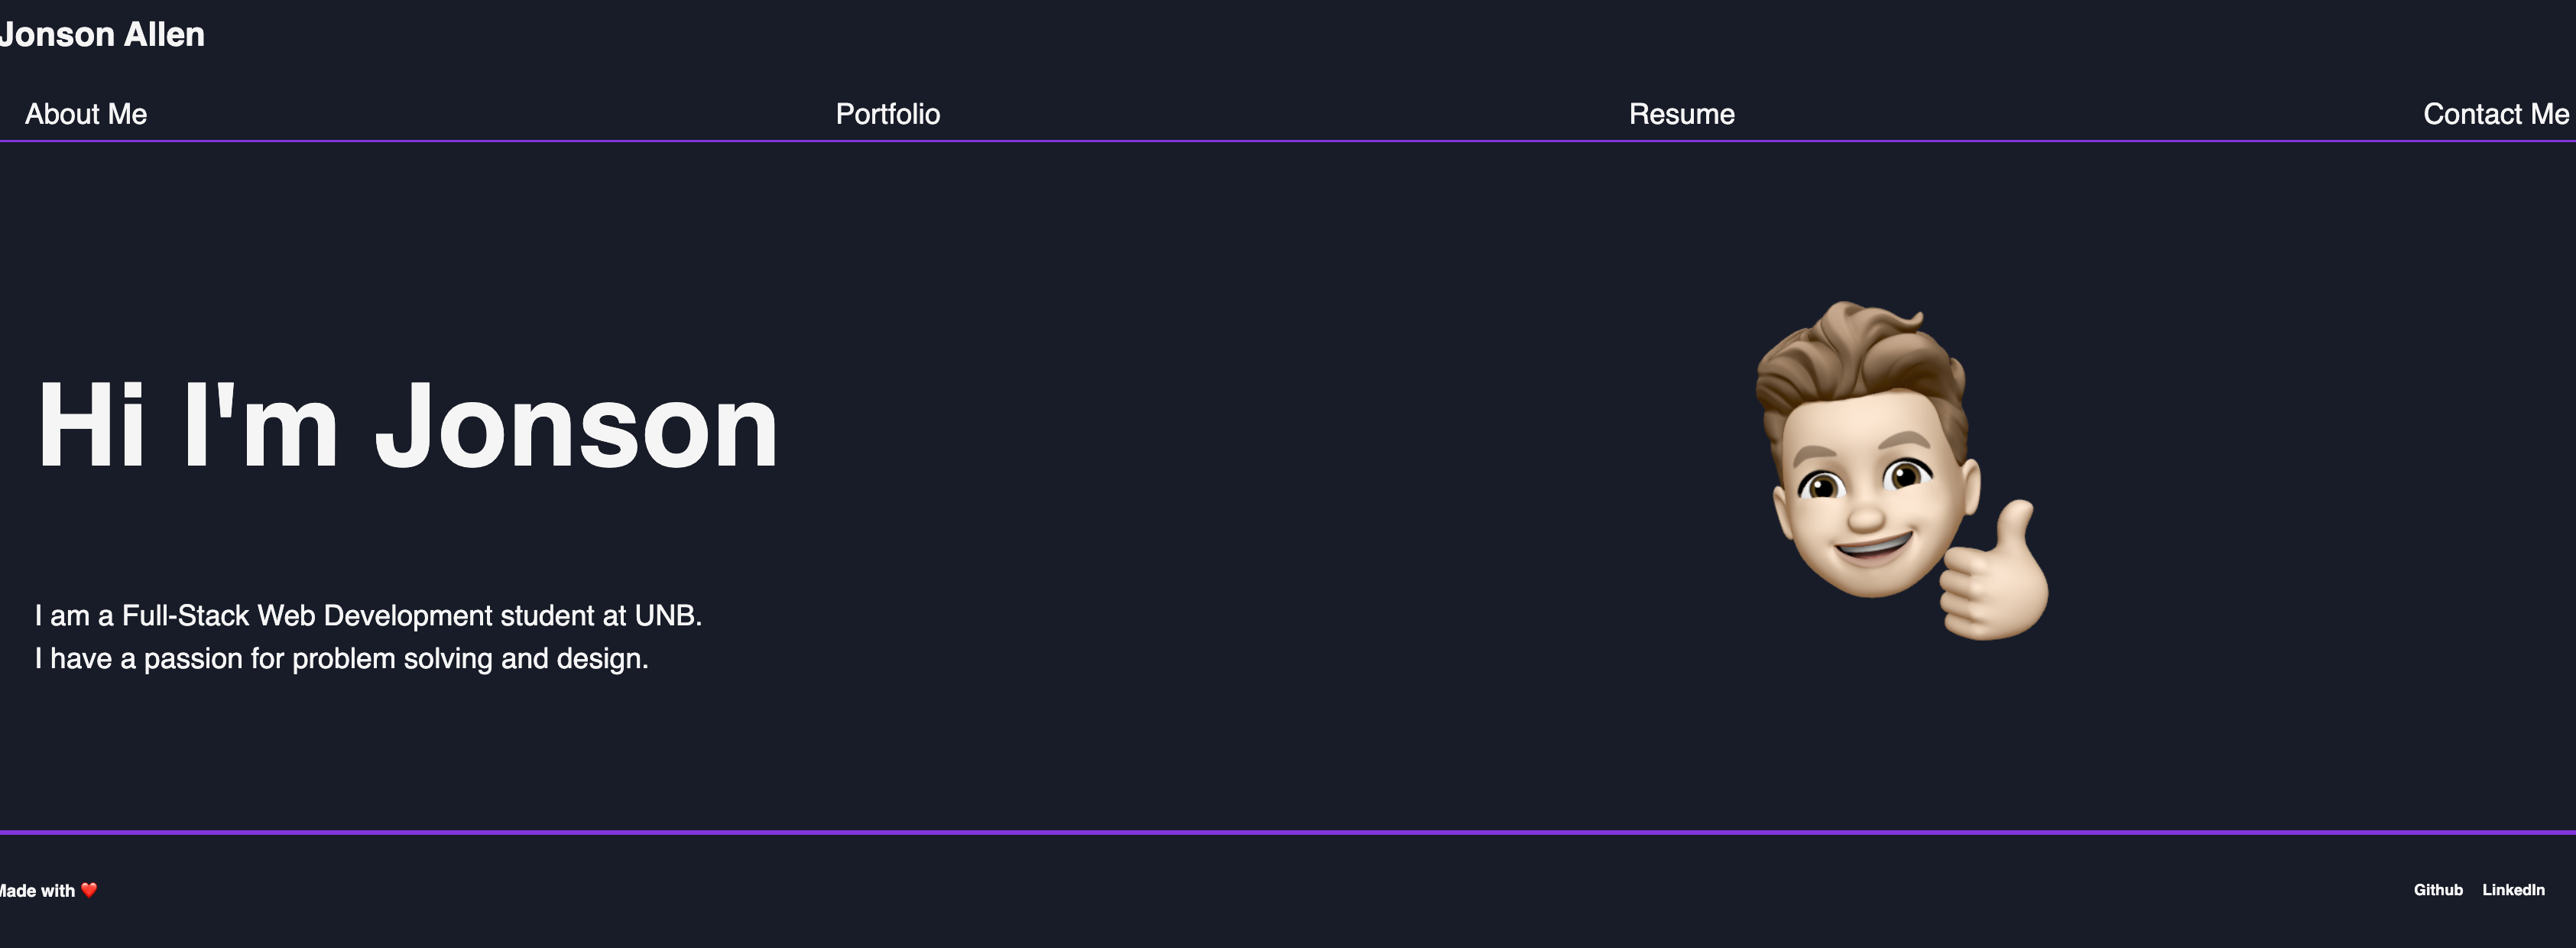 Jonson Allen
About Me Portfolio Resume Contact Me
Hi I'm Jonson
I am a Full-Stack Web Development student at UNB.
I have a passion for problem solving and design.
Made with ❤️
Github LinkedIn